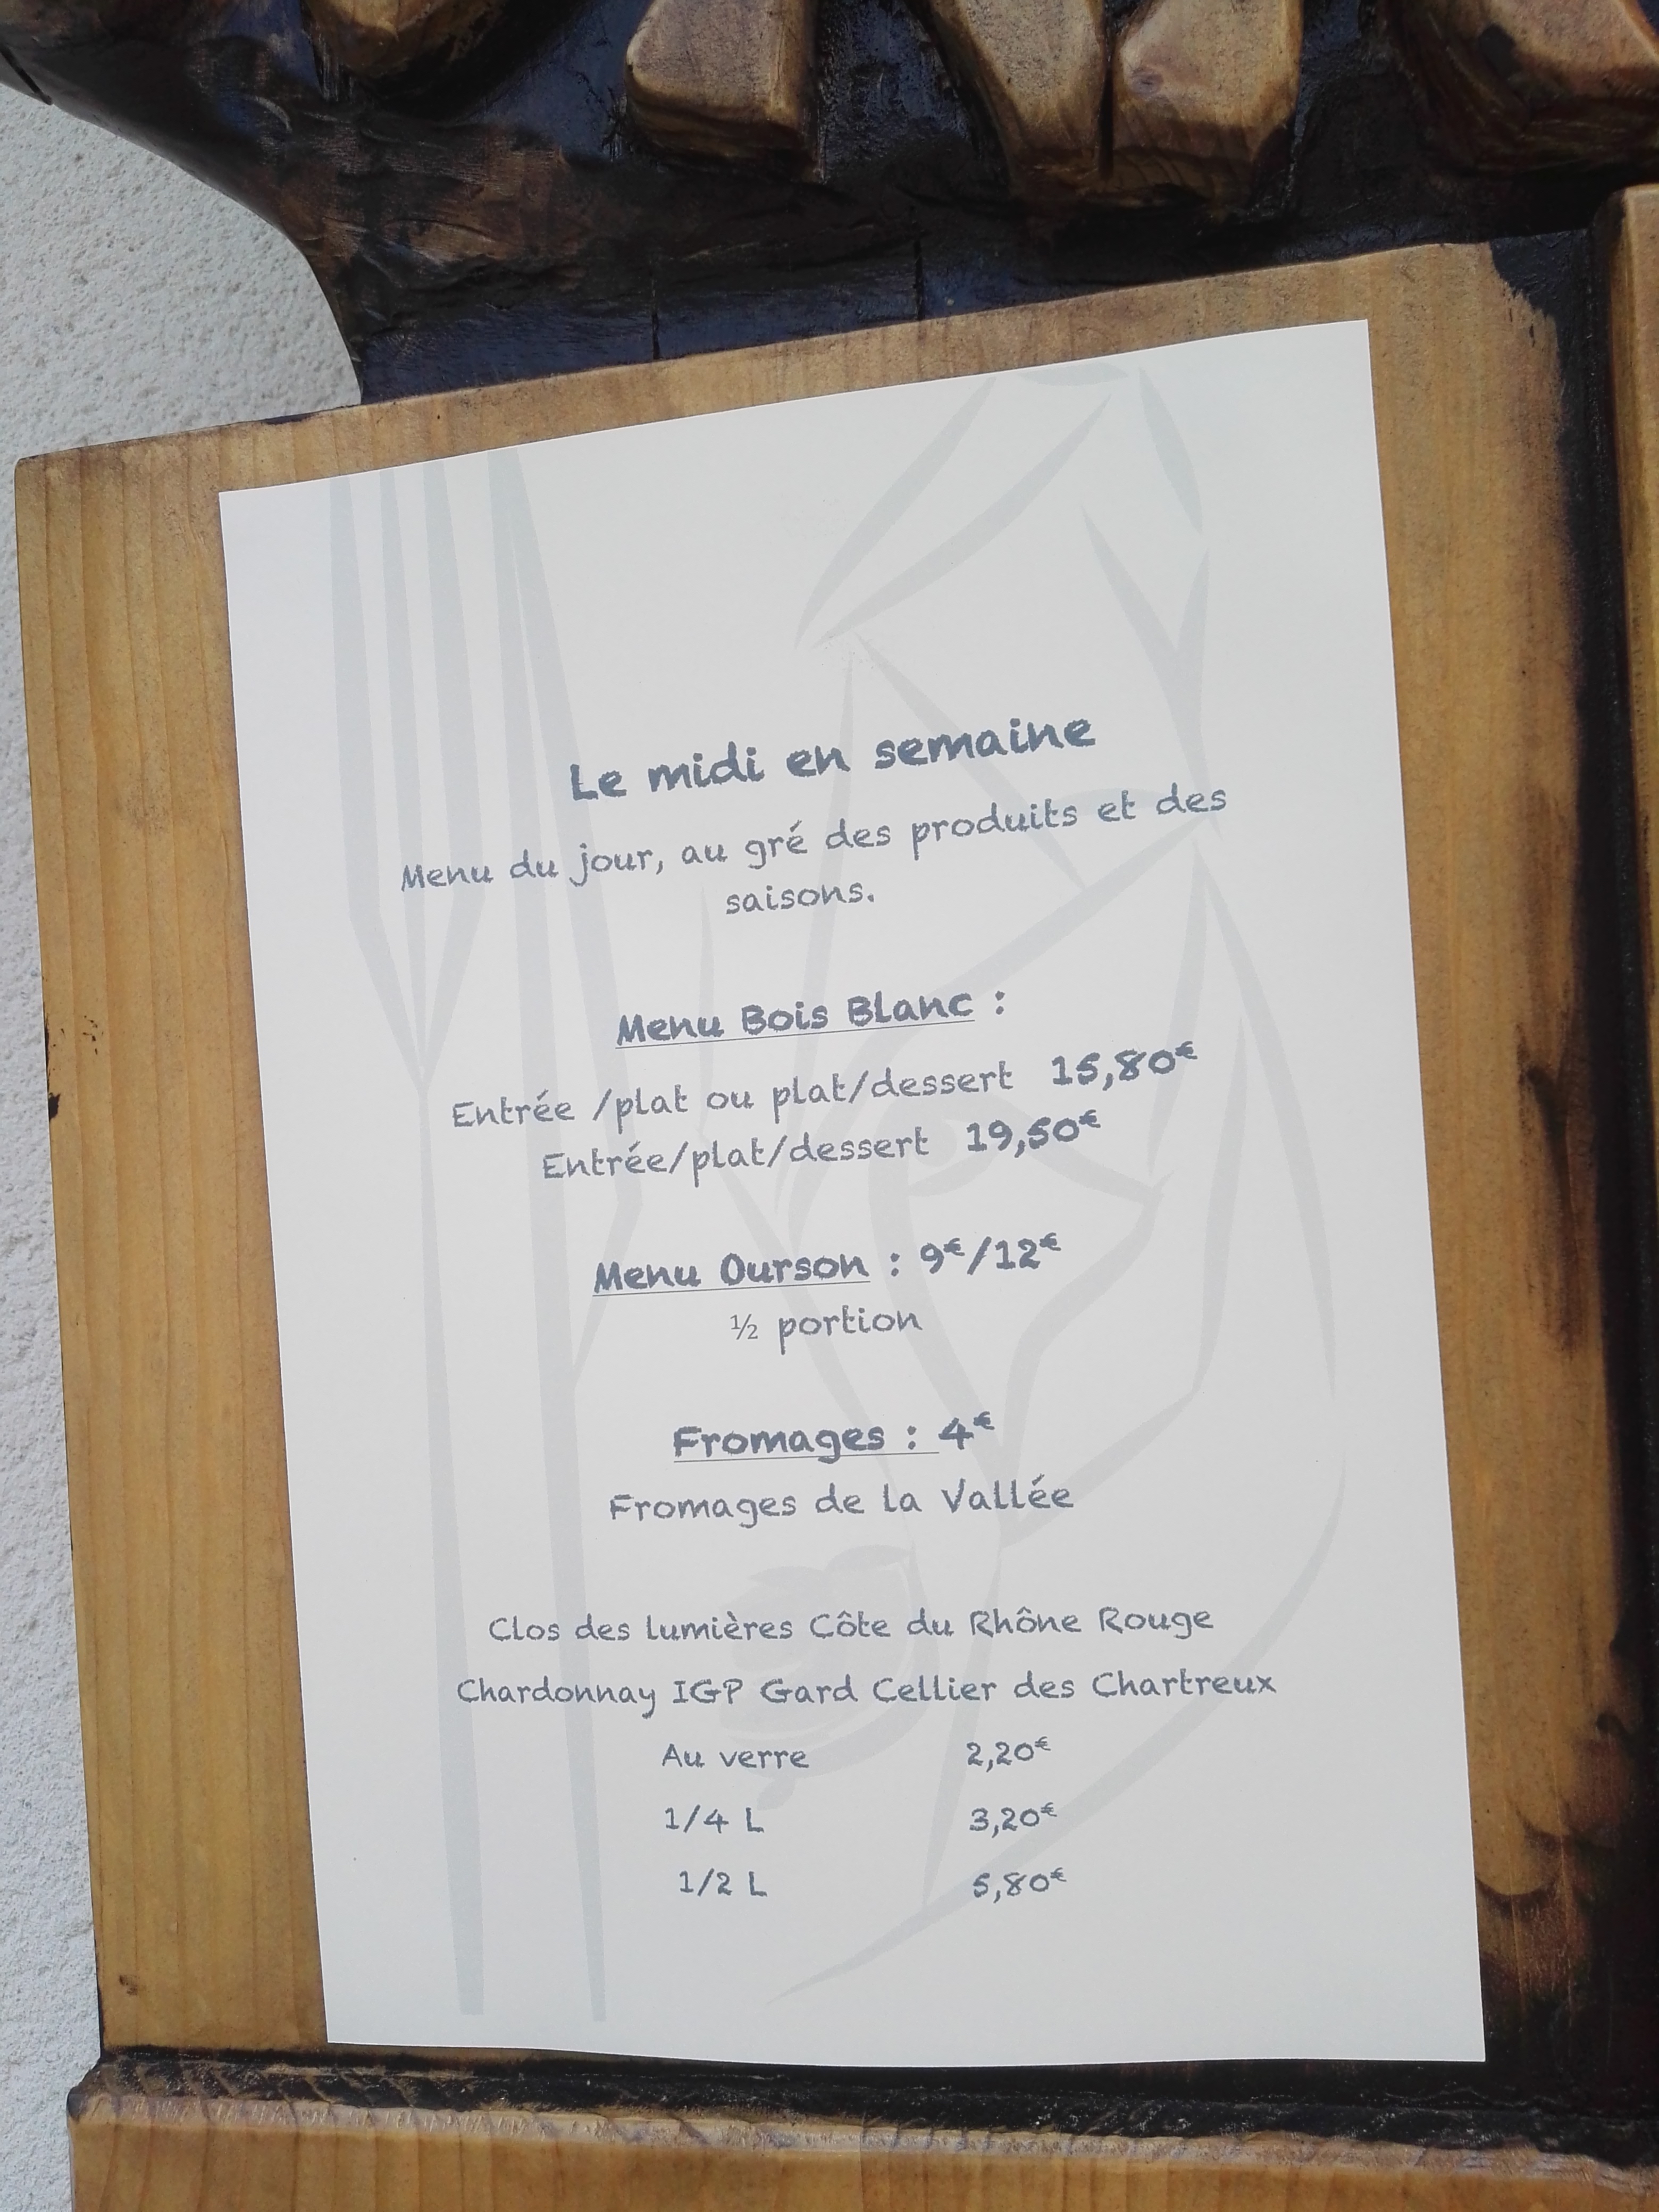 Le midi en semaine
Menu du jour, au gré des produits et des
saisons.
Menu Bois Blanc :
Entrée /plat ou plat/dessert 15,80€
Entrée/plat/dessert 19,50€
Menu Ourson : 9€/12€
½ portion
Fromages : 4€
Fromages de la Vallée
Clos des lumières Côte du Rhône Rouge
Chardonnay IGP Gard Cellier des Chartreux
Au verre 2,20€
1/4 L 3,20€
1/2 L 5,80€